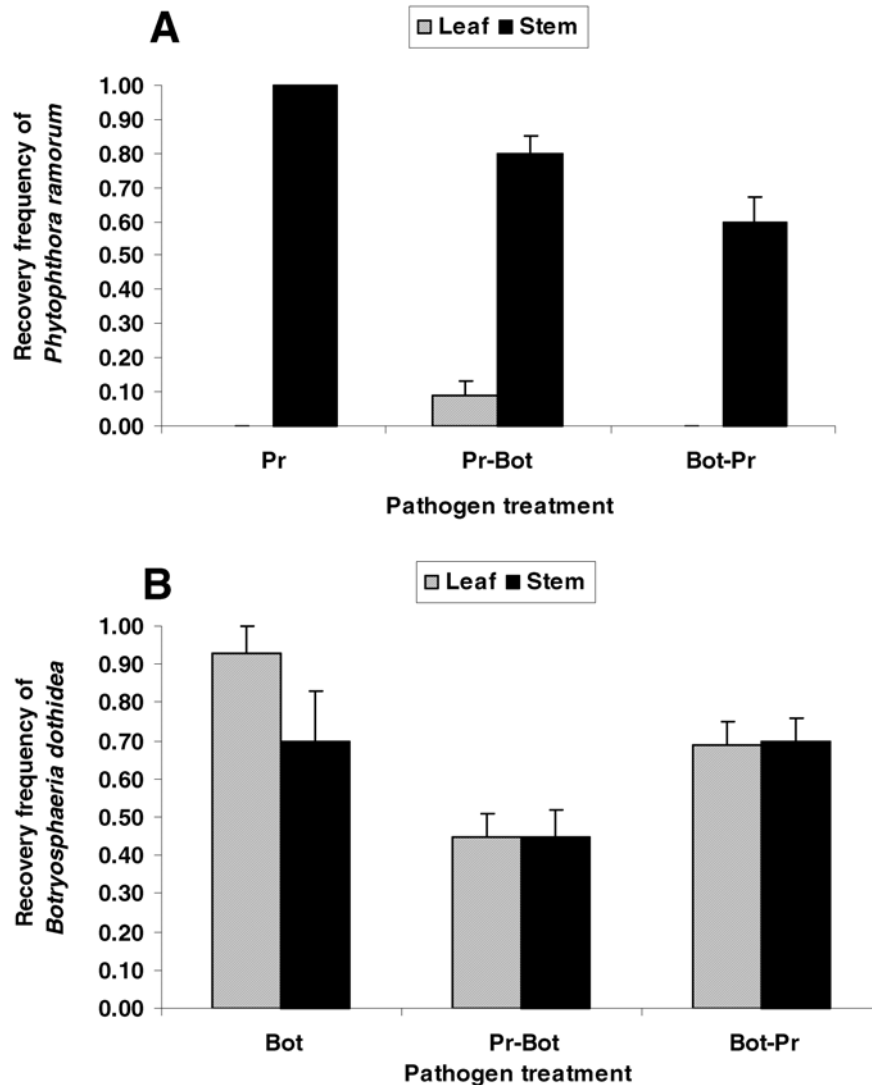 A
Leaf Stem
Recovery frequency of
Phytophthora ramorum
1.00
0.90
0.80
0.70
0.60
0.50
0.40
0.30
0.20
0.10
0.00
Pr Pr-Bot Bot-Pr
Pathogen treatment
B
Leaf Stem
Recovery frequency of
Botryosphaeria dothidea
1.00
0.90
0.80
0.70
0.60
0.50
0.40
0.30
0.20
0.10
0.00
Bot Pr-Bot Bot-Pr
Pathogen treatment